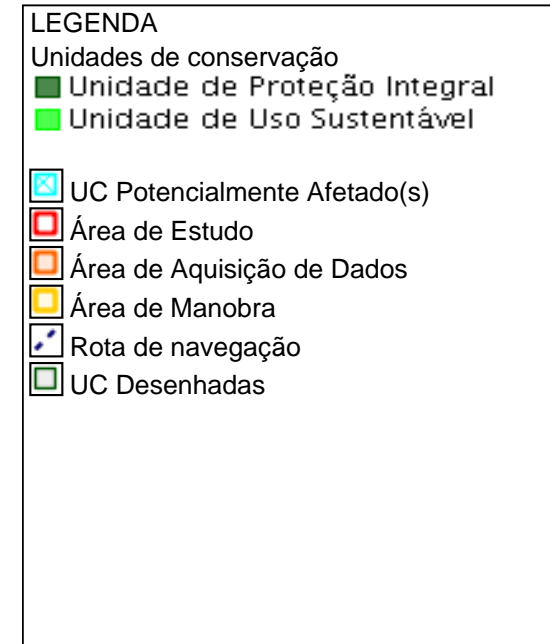 LEGENDA
Unidades de conservação
Unidade de Proteção Integral
Unidade de Uso Sustentável
UC Potencialmente Afetado(s)
Área de Estudo
Área de Aquisição de Dados
Área de Manobra
Rota de navegação
UC Desenhadas